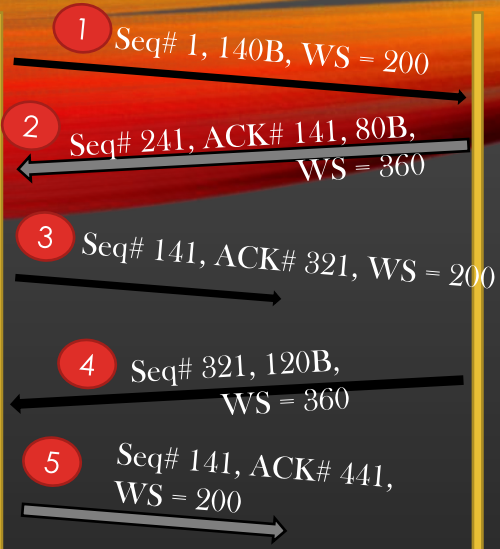 1
Seq# 1, 140B, WS = 200
2
Seq# 241, ACK# 141, 80B,
WS = 360
3
Seq# 141, ACK# 321, WS = 200
4
Seq# 321, 120B,
WS = 360
5
Seq# 141, ACK# 441,
WS = 200